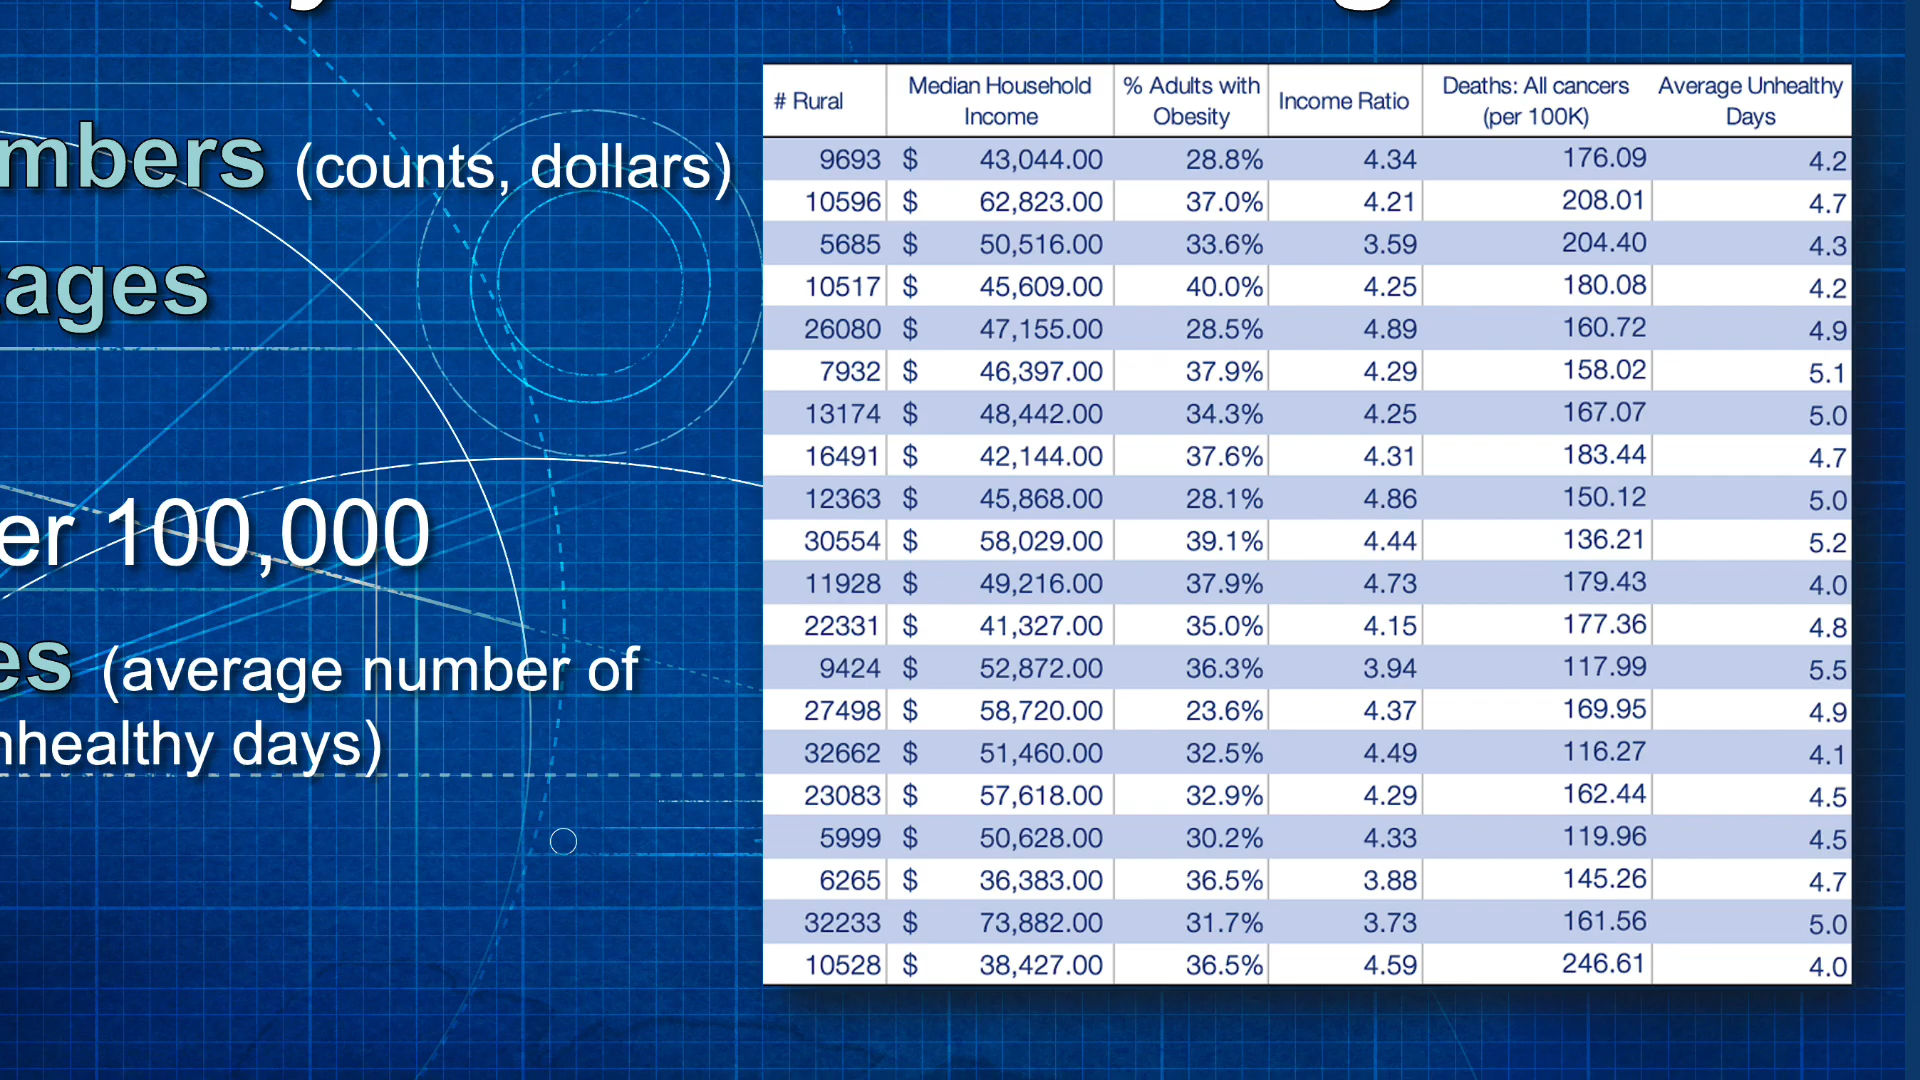 mbers (counts, dollars)
ages
er 100,000
es (average number of
nhealthy days)
# Rural Median Household Income % Adults with Obesity Income Ratio Deaths: All cancers (per 100K) Average Unhealthy Days
9693 $ 43,044.00 28.8% 4.34 176.09 4.2
10596 $ 62,823.00 37.0% 4.21 208.01 4.7
5685 $ 50,516.00 33.6% 3.59 204.40 4.3
10517 $ 45,609.00 40.0% 4.25 180.08 4.2
26080 $ 47,155.00 28.5% 4.89 160.72 4.9
7932 $ 46,397.00 37.9% 4.29 158.02 5.1
13174 $ 48,442.00 34.3% 4.25 167.07 5.0
16491 $ 42,144.00 37.6% 4.31 183.44 4.7
12363 $ 45,868.00 28.1% 4.86 150.12 5.0
30554 $ 58,029.00 39.1% 4.44 136.21 5.2
11928 $ 49,216.00 37.9% 4.73 179.43 4.0
22331 $ 41,327.00 35.0% 4.15 177.36 4.8
9424 $ 52,872.00 36.3% 3.94 117.99 5.5
27498 $ 58,720.00 23.6% 4.37 169.95 4.9
32662 $ 51,460.00 32.5% 4.49 116.27 4.1
23083 $ 57,618.00 32.9% 4.29 162.44 4.5
5999 $ 50,628.00 30.2% 4.33 119.96 4.5
6265 $ 36,383.00 36.5% 3.88 145.26 4.7
32233 $ 73,882.00 31.7% 3.73 161.56 5.0
10528 $ 38,427.00 36.5% 4.59 246.61 4.0